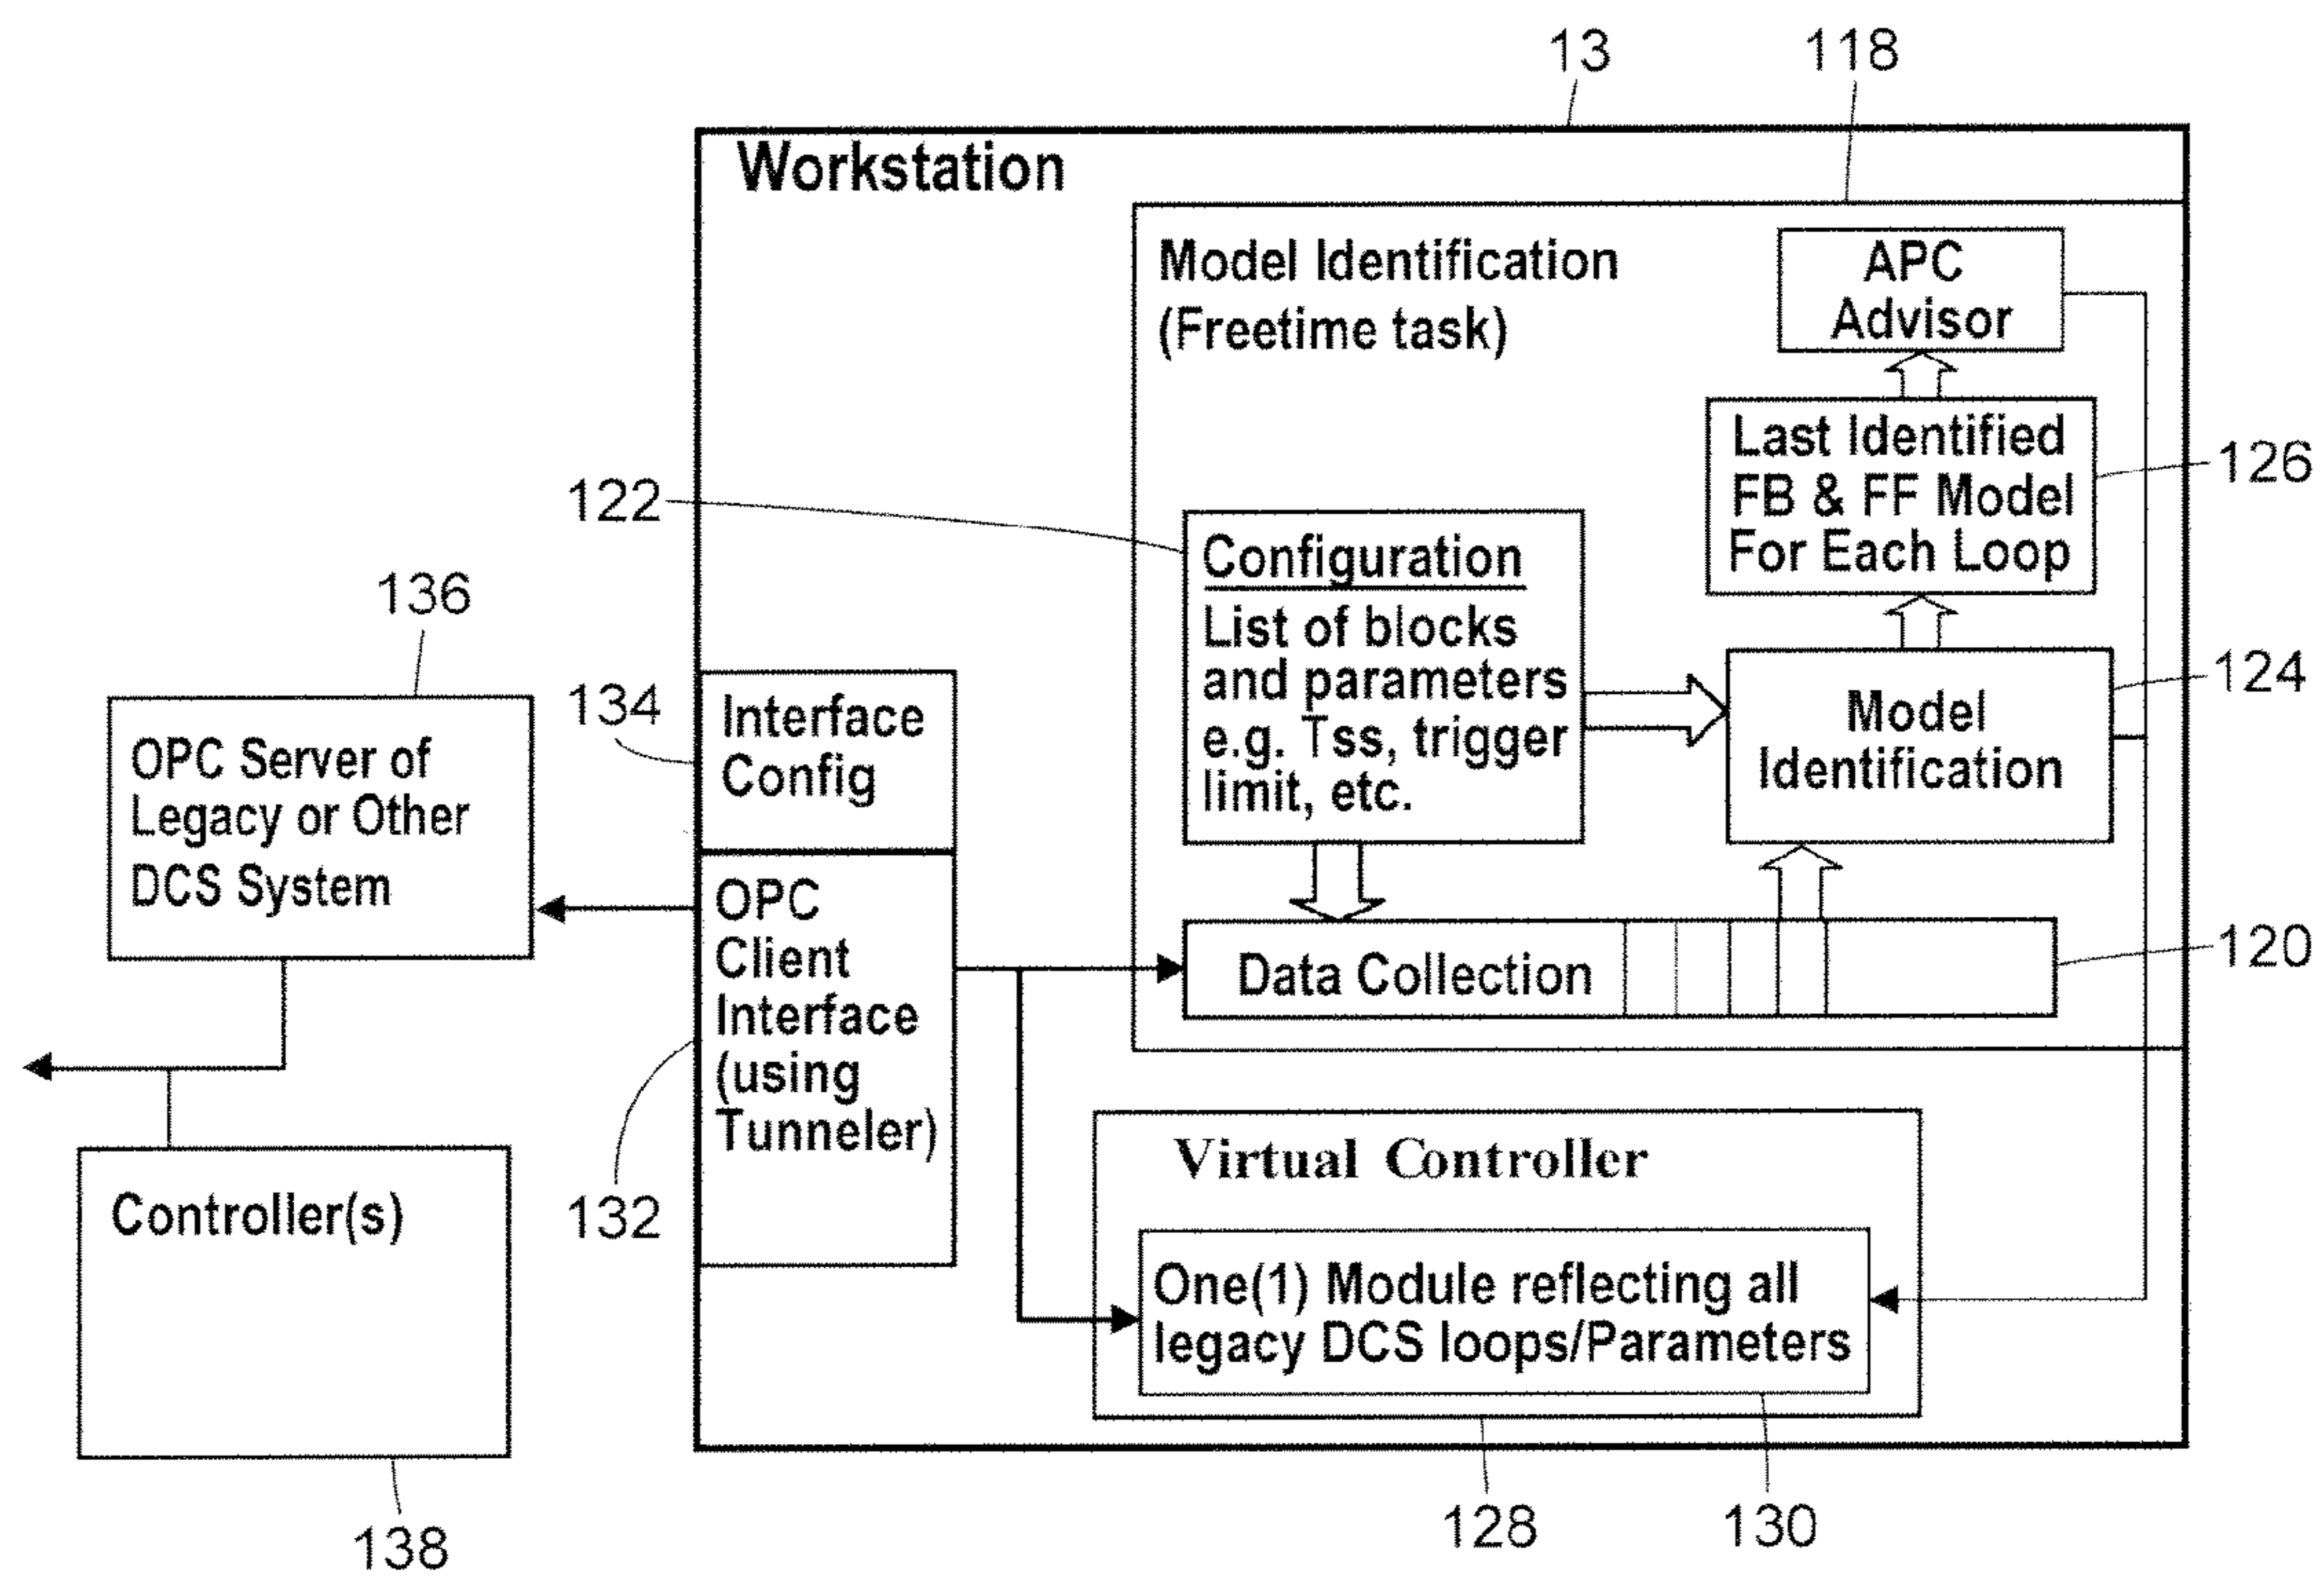 13
118
Workstation
Model Identification
(Freetime task)
APC
Advisor
Last Identified
FB & FF Model
For Each Loop
126
122
Configuration
List of blocks
and parameters
e.g. Tss, trigger
limit, etc.
Model
Identification
124
136
134
Interface
Config
OPC Server of
Legacy or Other
DCS System
OPC
Client
Interface
(using
Tunneler)
Data Collection
120
132
Controller(s)
138
Virtual Controller
One(1) Module reflecting all
legacy DCS loops/Parameters
128
130